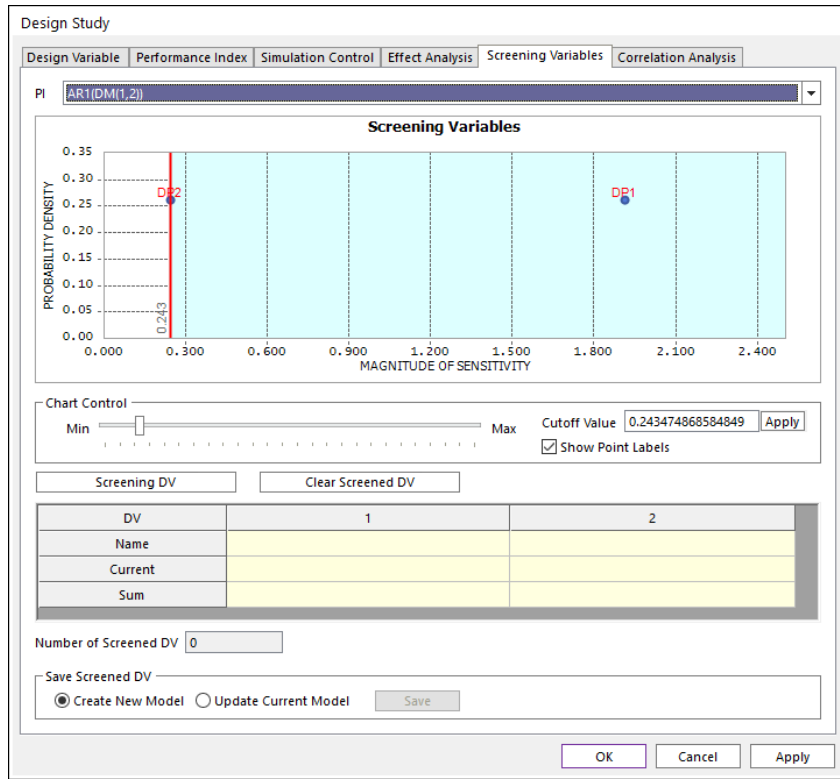 Design Study
Design Variable Performance Index Simulation Control Effect Analysis Screening Variables Correlation Analysis
PI AR1(DM(1,2))
Screening Variables
PROBABILITY DENSITY
0.35
0.30
0.25
0.20
0.15
0.10
0.05
0.00
DP2 DP1
0.243
0.000 0.300 0.600 0.900 1.200 1.500 1.800 2.100 2.400
MAGNITUDE OF SENSITIVITY
Chart Control
Min Max Cutoff Value 0.243474868584849 Apply
Show Point Labels
Screening DV Clear Screened DV
DV 1 2
Name
Current
Sum
Number of Screened DV 0
Save Screened DV
Create New Model Update Current Model Save
OK Cancel Apply